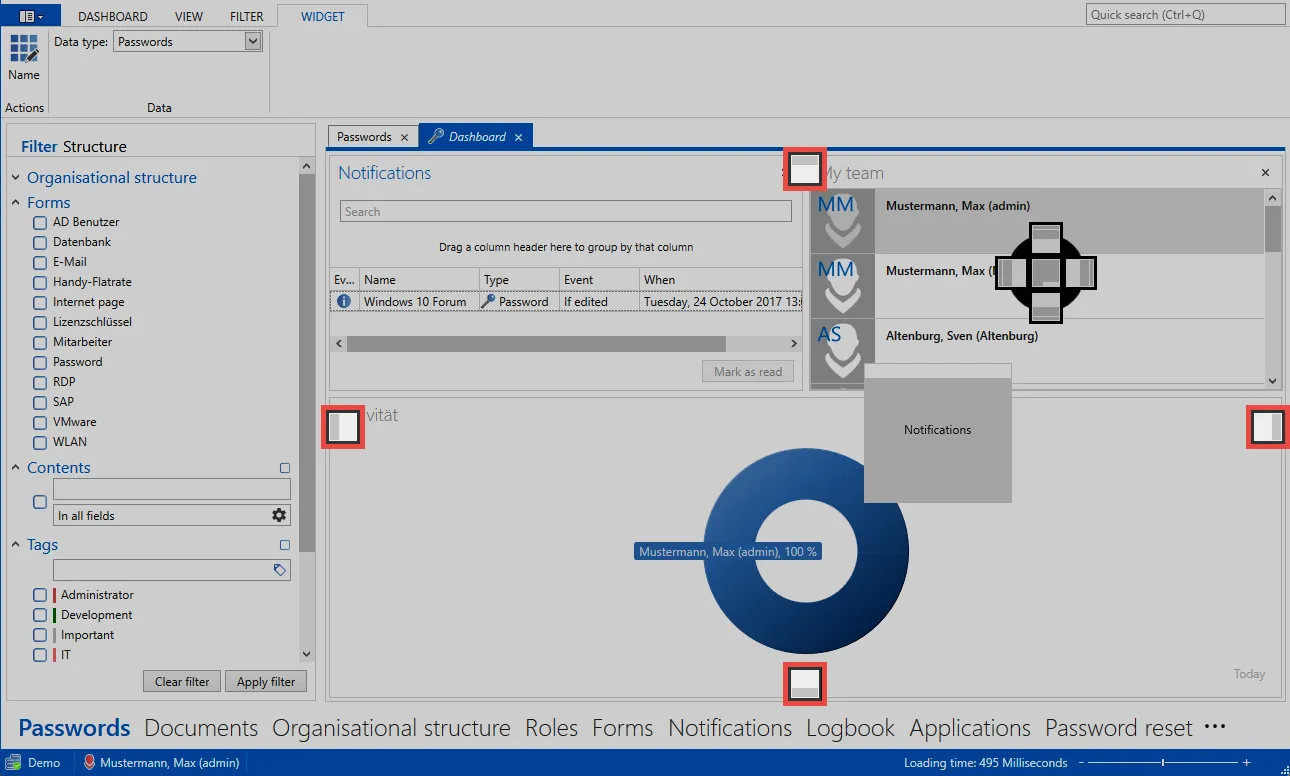 DASHBOARD VIEW FILTER WIDGET Quick search (Ctrl+Q)
Data type: Passwords
Name
Actions Data
Filter Structure
Organisational structure
Forms
AD Benutzer
Datenbank
E-Mail
Handy-Flatrate
Internet page
Lizenzschlüssel
Mitarbeiter
Password
RDP
SAP
VMware
WLAN
Contents
In all fields
Tags
Administrator
Development
Important
IT
Clear filter Apply filter
Passwords Dashboard
Notifications
Search
Drag a column header here to group by that column
Ev... Name Type Event When
Windows 10 Forum Password If edited Tuesday, 24 October 2017
Mark as read
My team
MM Mustermann, Max (admin)
MM Mustermann, Max
AS Altenburg, Sven (Altenburg)
vität
Notifications
Mustermann, Max (admin), 100 %
Today
Passwords Documents Organisational structure Roles Forms Notifications Logbook Applications Password reset ···
Demo Mustermann, Max (admin) Loading time: 495 Milliseconds - +